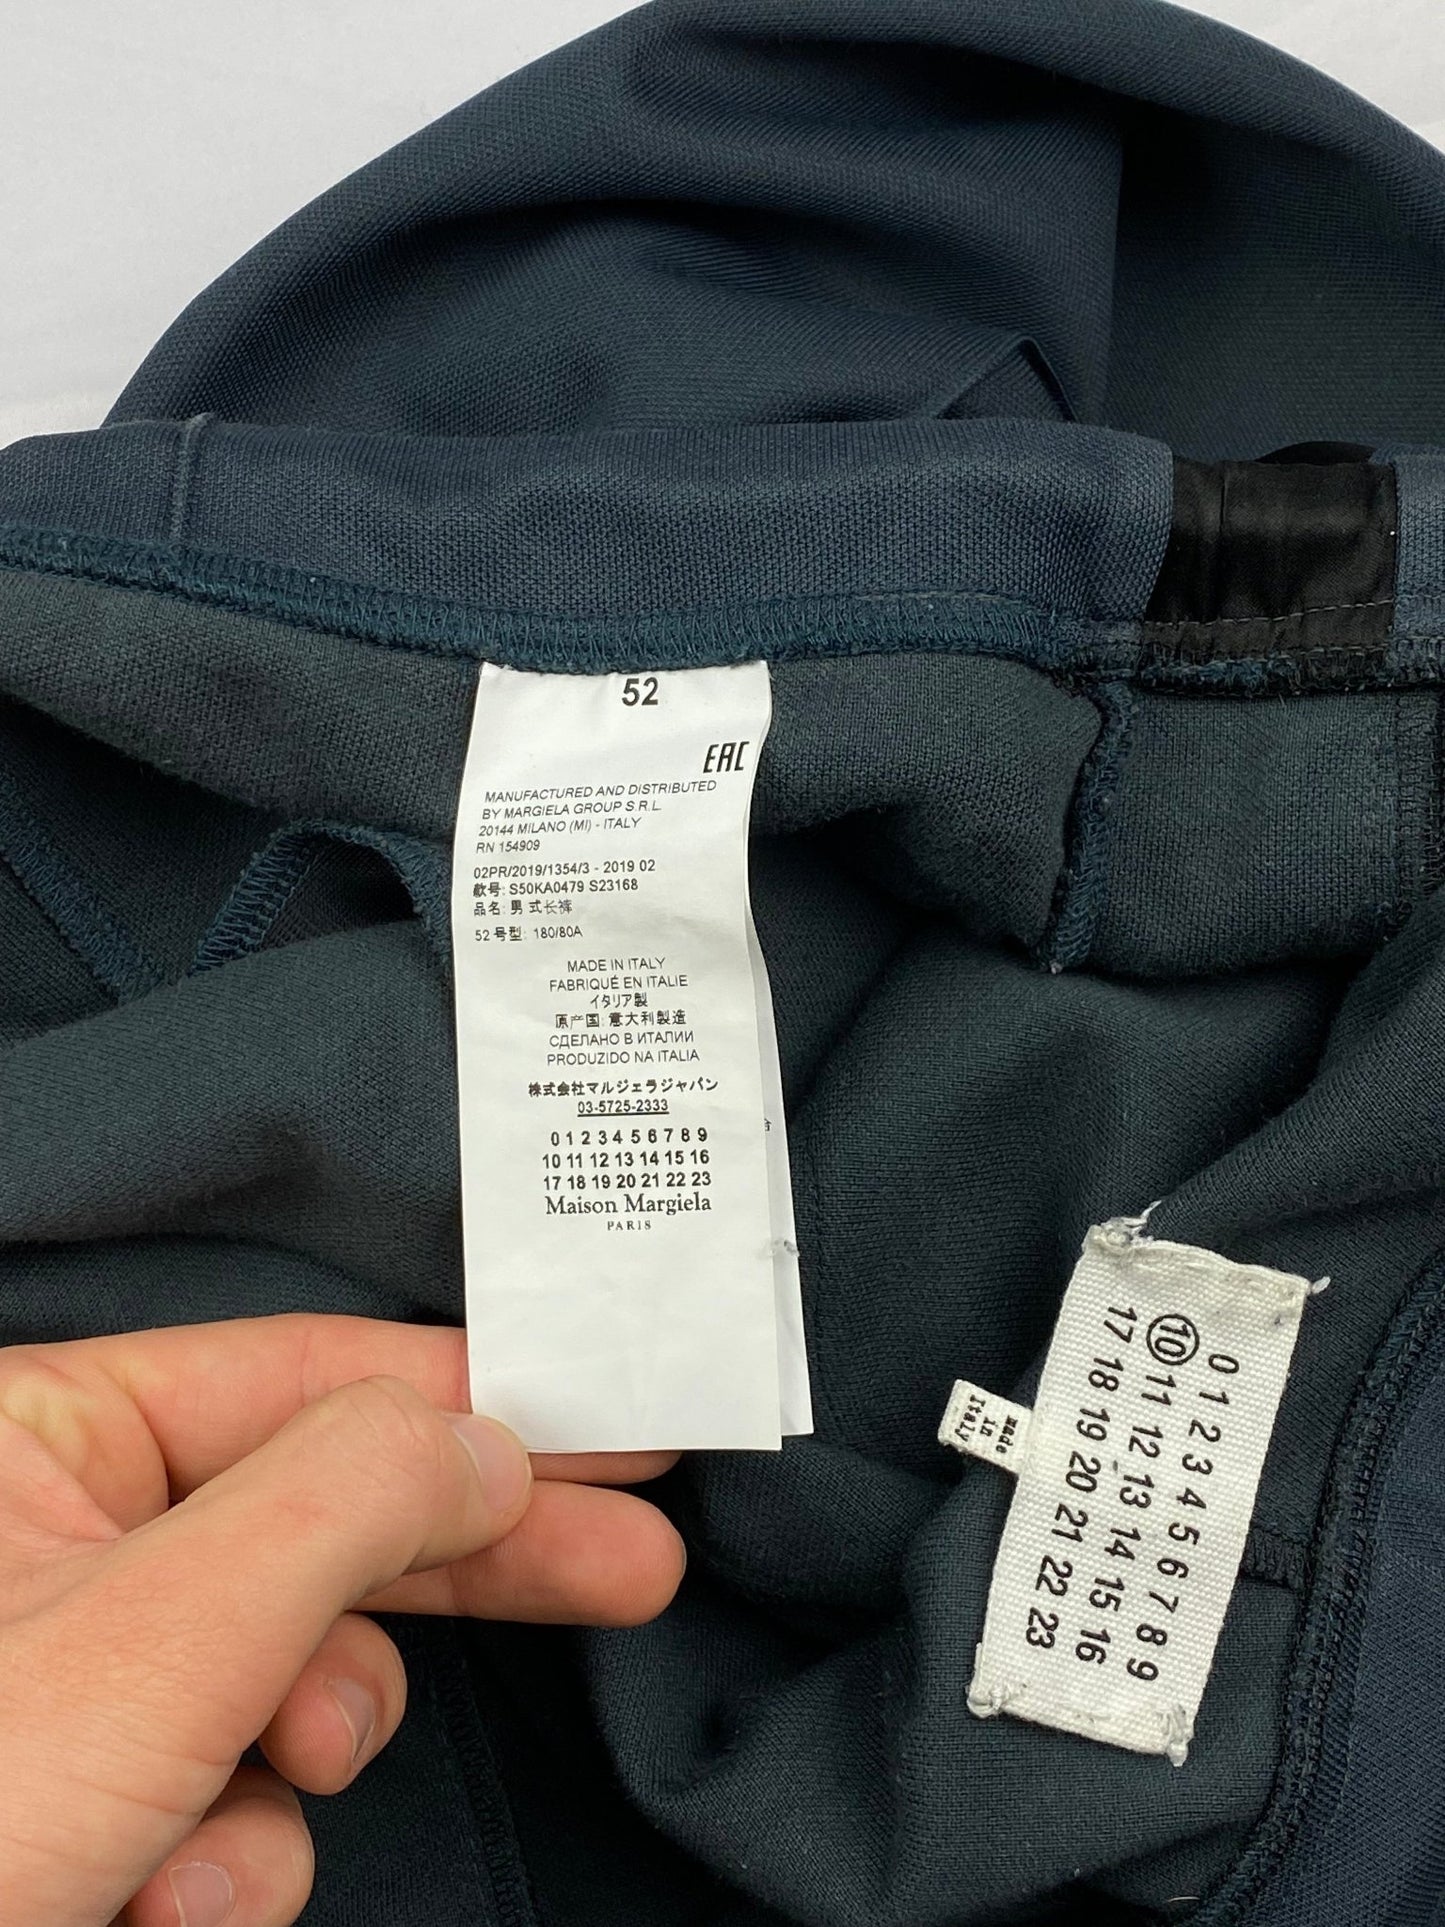 52
EAC
MANUFACTURED AND DISTRIBUTED
BY MARGIELA GROUP S.R.L.
20144 MILANO (MI) - ITALY
RN 154909
02PR/2019/1354/3 - 2019 02
款号: S50KA0479 S23168
品名: 男 式长裤
52 号型: 180/80A
MADE IN ITALY
FABRIQUÉ EN ITALIE
イタリア製
原产国: 意大利製造
СДЕЛАНО В ИТАЛИИ
PRODUZIDO NA ITALIA
株式会社マルジェラジャパン
03-5725-2333
0 1 2 3 4 5 6 7 8 9
10 11 12 13 14 15 16
17 18 19 20 21 22 23
Maison Margiela
PARIS
0 1 2 3 4 5 6 7 8 9
10 11 12 13 14 15 16
17 18 19 20 21 22 23
made
in
Italy